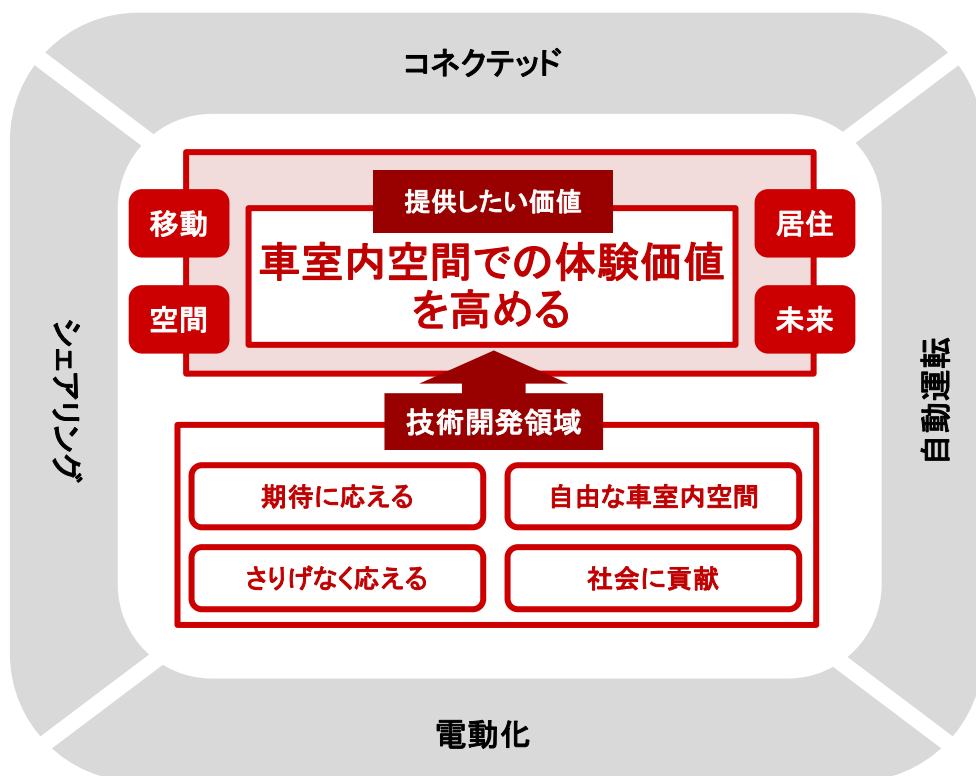 コネクテッド
提供したい価値
移動
居住
車室内空間での体験価値
を高める
空間
未来
シェアリング
自動運転
技術開発領域
期待に応える
自由な車室内空間
さりげなく応える
社会に貢献
電動化